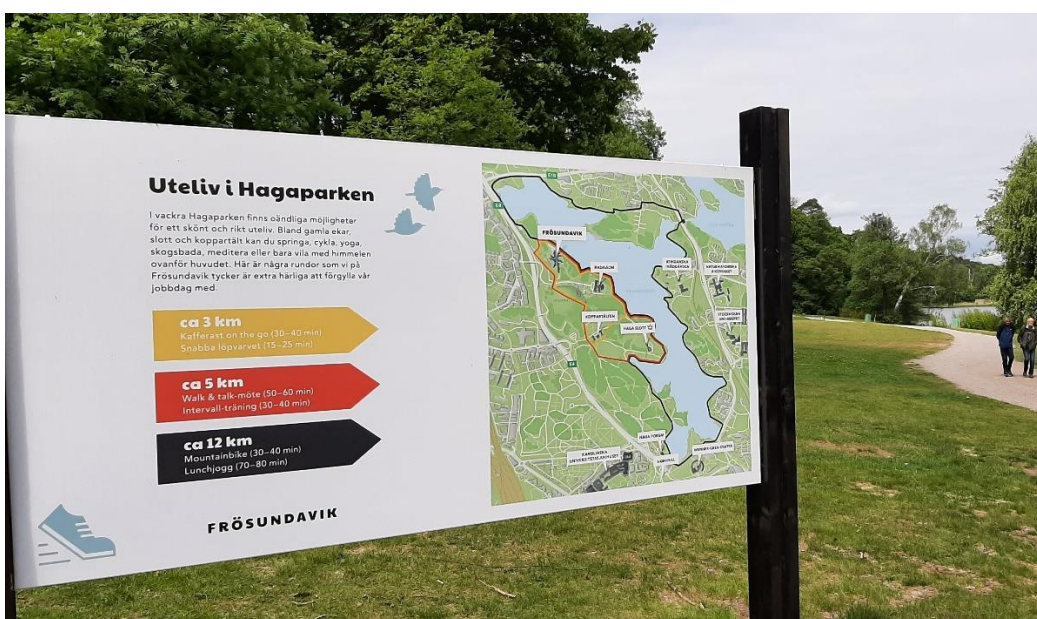 Uteliv i Hagaparken
I vackra Hagaparken finns oändliga möjligheter
för ett skönt och rikt uteliv. Bland gamla ekar,
slott och koppartält kan du springa, cykla, yoga,
skogsbada, meditera eller bara vila med himmelen
ovanför huvudet. Här är några rundor som vi på
Frösundavik tycker är extra härliga att förgylla vår
jobbdag med.
ca 3 km
Kafferast on the go (30–40 min)
Snabba löpvarvet (15–25 min)
ca 5 km
Walk & talk-möte (50–60 min)
Intervall-träning (30–40 min)
ca 12 km
Mountainbike (30–40 min)
Lunchjogg (70–80 min)
FRÖSUNDAVIK
E18
E4
FRÖSUNDAVIK
KOPPARTÄLTEN
HAGA SLOTT
E4
HAGA FORUM
KAROLINSKA
UNIVERSITETSSJUKHUSET